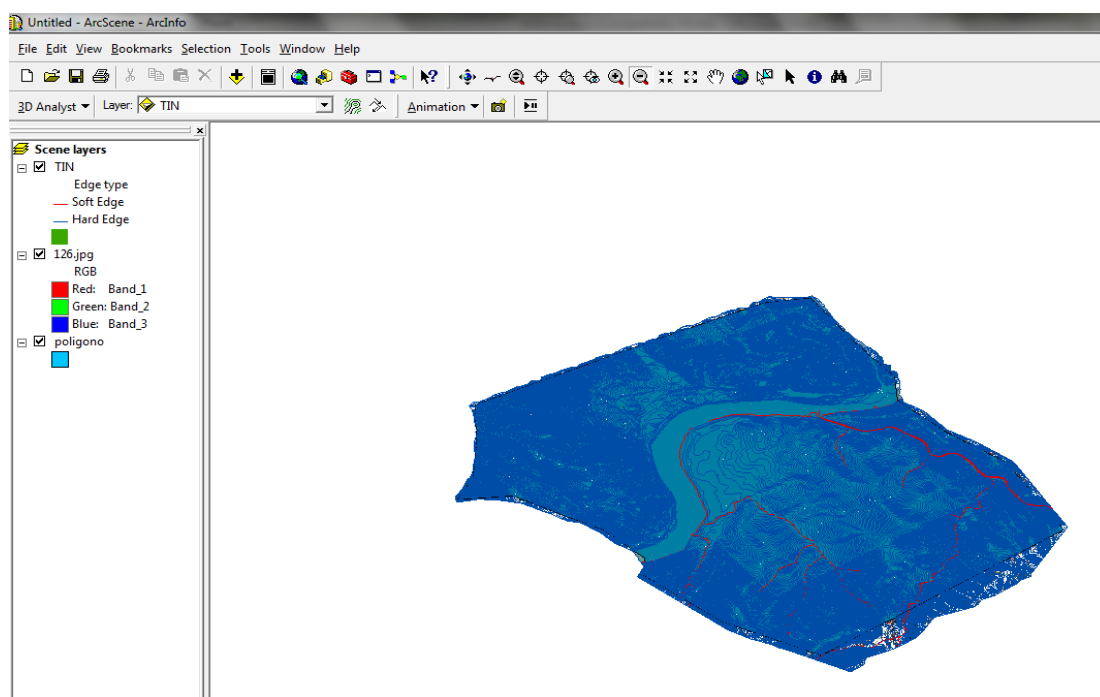 Untitled - ArcScene - ArcInfo
File Edit View Bookmarks Selection Tools Window Help
3D Analyst Layer: TIN Animation
Scene layers
TIN
Edge type
Soft Edge
Hard Edge
126.jpg
RGB
Red: Band_1
Green: Band_2
Blue: Band_3
poligono